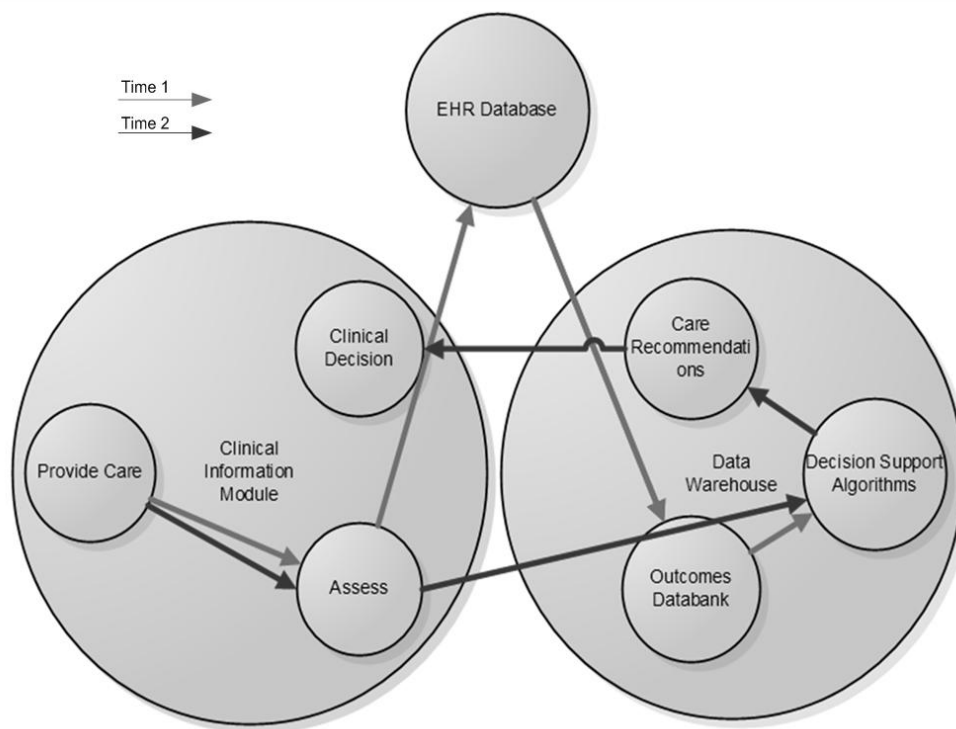 Time 1
Time 2
EHR Database
Clinical
Decision
Care
Recommendati
ons
Provide Care
Clinical
Information
Module
Data
Warehouse
Decision Support
Algorithms
Assess
Outcomes
Databank